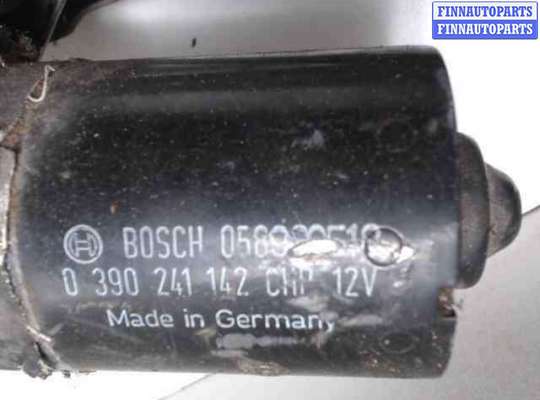 FINNAUTOPARTS
FINNAUTOPARTS
BOSCH
0 390 241 142 CHP 12V
Made in Germany